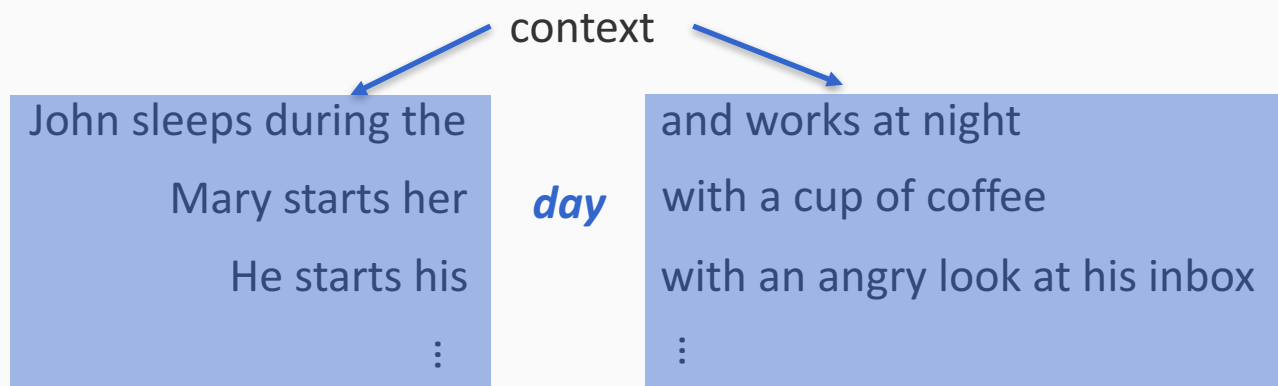 context
John sleeps during the and works at night
Mary starts her day with a cup of coffee
He starts his with an angry look at his inbox
⋮ ⋮